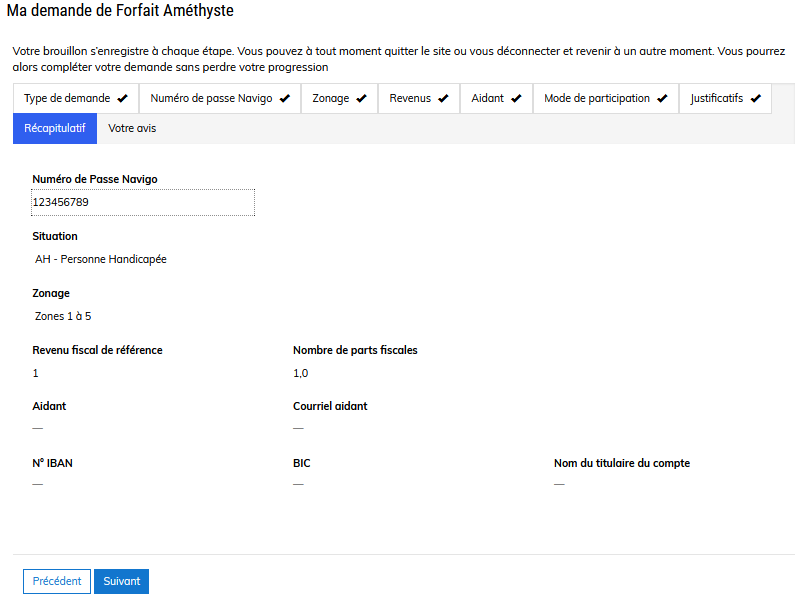 Ma demande de Forfait Améthyste
Votre brouillon s'enregistre à chaque étape. Vous pouvez à tout moment quitter le site ou vous déconnecter et revenir à un autre moment. Vous pourrez
alors compléter votre demande sans perdre votre progression
Type de demande ✔ Numéro de passe Navigo ✔ Zonage ✔ Revenus ✔ Aidant ✔ Mode de participation ✔ Justificatifs ✔
Récapitulatif Votre avis
Numéro de Passe Navigo
123456789
Situation
AH - Personne Handicapée
Zonage
Zones 1 à 5
Revenu fiscal de référence Nombre de parts fiscales
1 1,0
Aidant Courriel aidant
— —
N° IBAN BIC Nom du titulaire du compte
— — —
Précédent Suivant